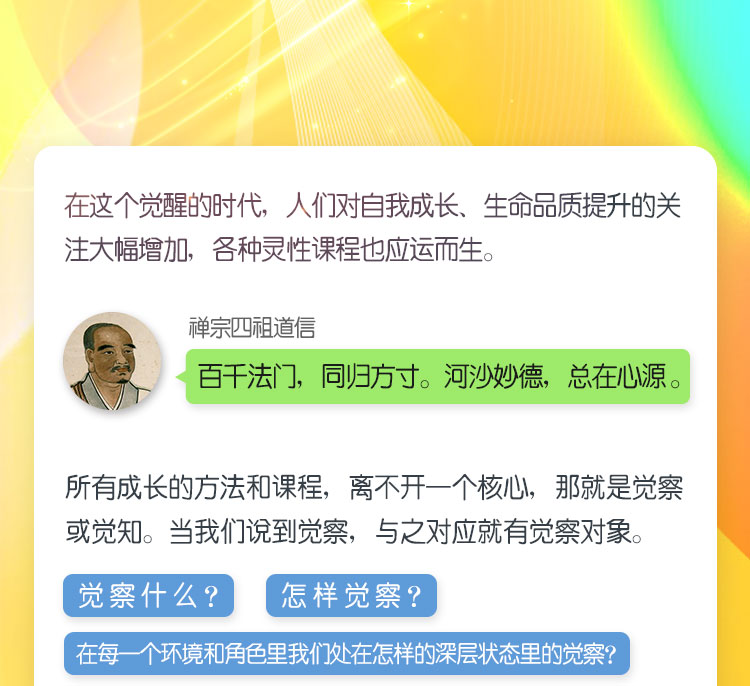 在这个觉醒的时代，人们对自我成长、生命品质提升的关
注大幅增加，各种灵性课程也应运而生。
禅宗四祖道信
百千法门，同归方寸。河沙妙德，总在心源。
所有成长的方法和课程，离不开一个核心，那就是觉察
或觉知。当我们说到觉察，与之对应就有觉察对象。
觉察什么？
怎样觉察？
在每一个环境和角色里我们处在怎样的深层状态里的觉察？